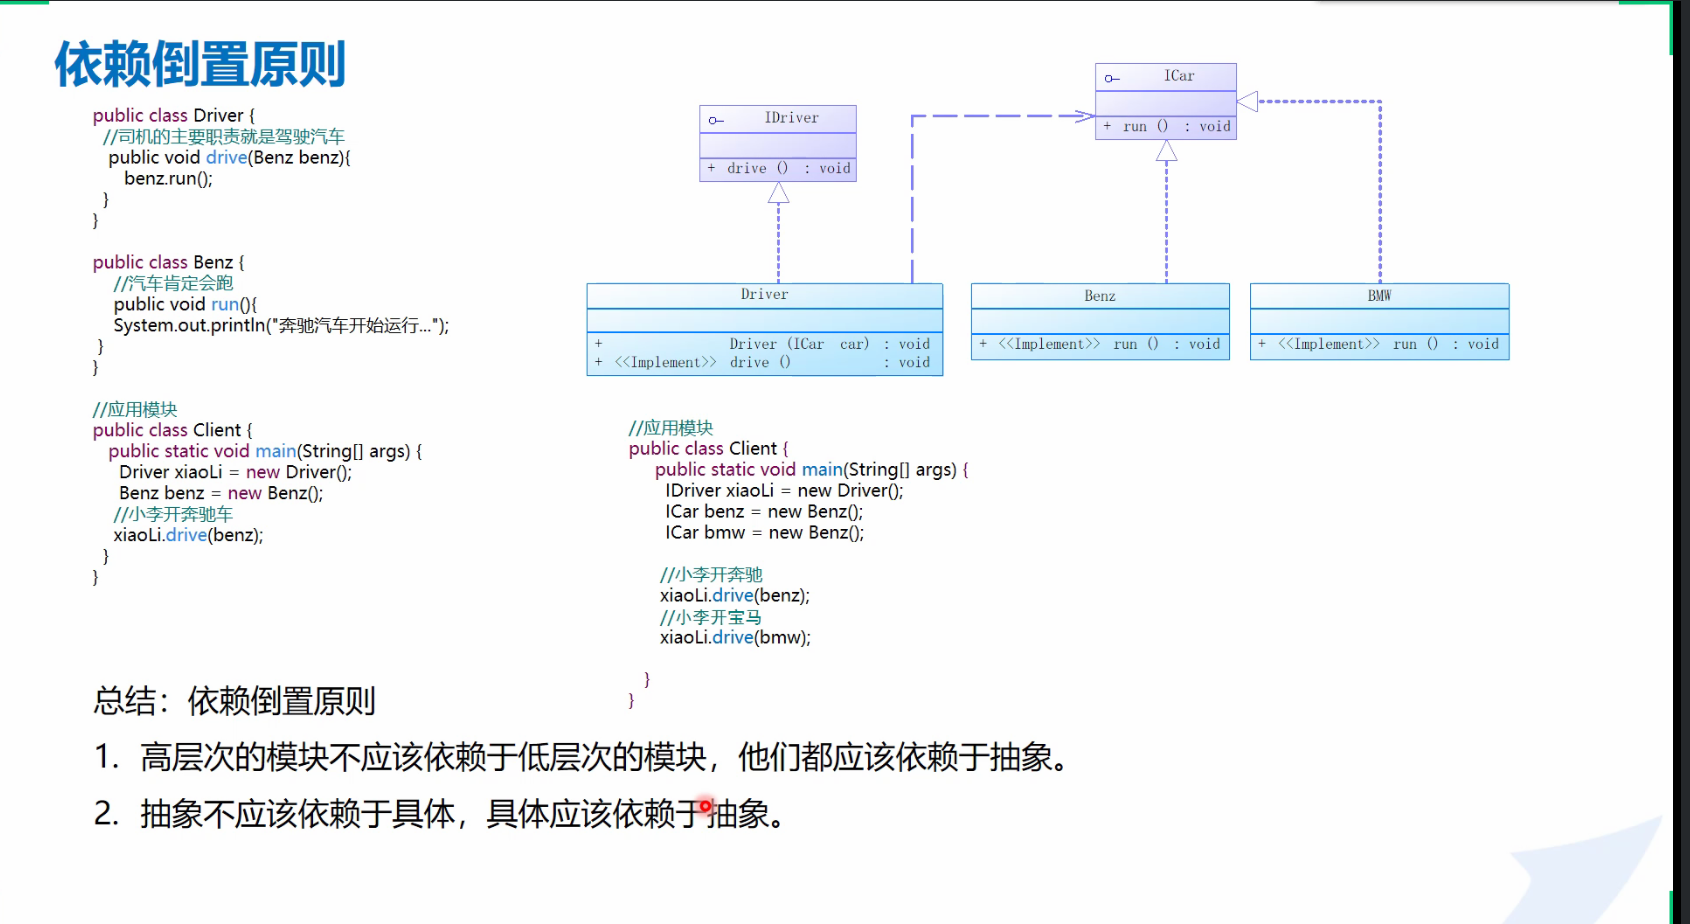 依赖倒置原则
public class Driver {
//司机的主要职责就是驾驶汽车
public void drive(Benz benz){
benz.run();
}
}
public class Benz {
//汽车肯定会跑
public void run(){
System.out.println("奔驰汽车开始运行...");
}
}
//应用模块
public class Client {
public static void main(String[] args) {
Driver xiaoLi = new Driver();
Benz benz = new Benz();
//小李开奔驰车
xiaoLi.drive(benz);
}
}
IDriver
+ drive () : void
ICar
+ run () : void
Driver
+ Driver (ICar car) : void
+ <<Implement>> drive () : void
Benz
+ <<Implement>> run () : void
BMW
+ <<Implement>> run () : void
//应用模块
public class Client {
public static void main(String[] args) {
IDriver xiaoLi = new Driver();
ICar benz = new Benz();
ICar bmw = new Benz();
//小李开奔驰
xiaoLi.drive(benz);
//小李开宝马
xiaoLi.drive(bmw);
}
}
总结：依赖倒置原则
1. 高层次的模块不应该依赖于低层次的模块，他们都应该依赖于抽象。
2. 抽象不应该依赖于具体，具体应该依赖于抽象。